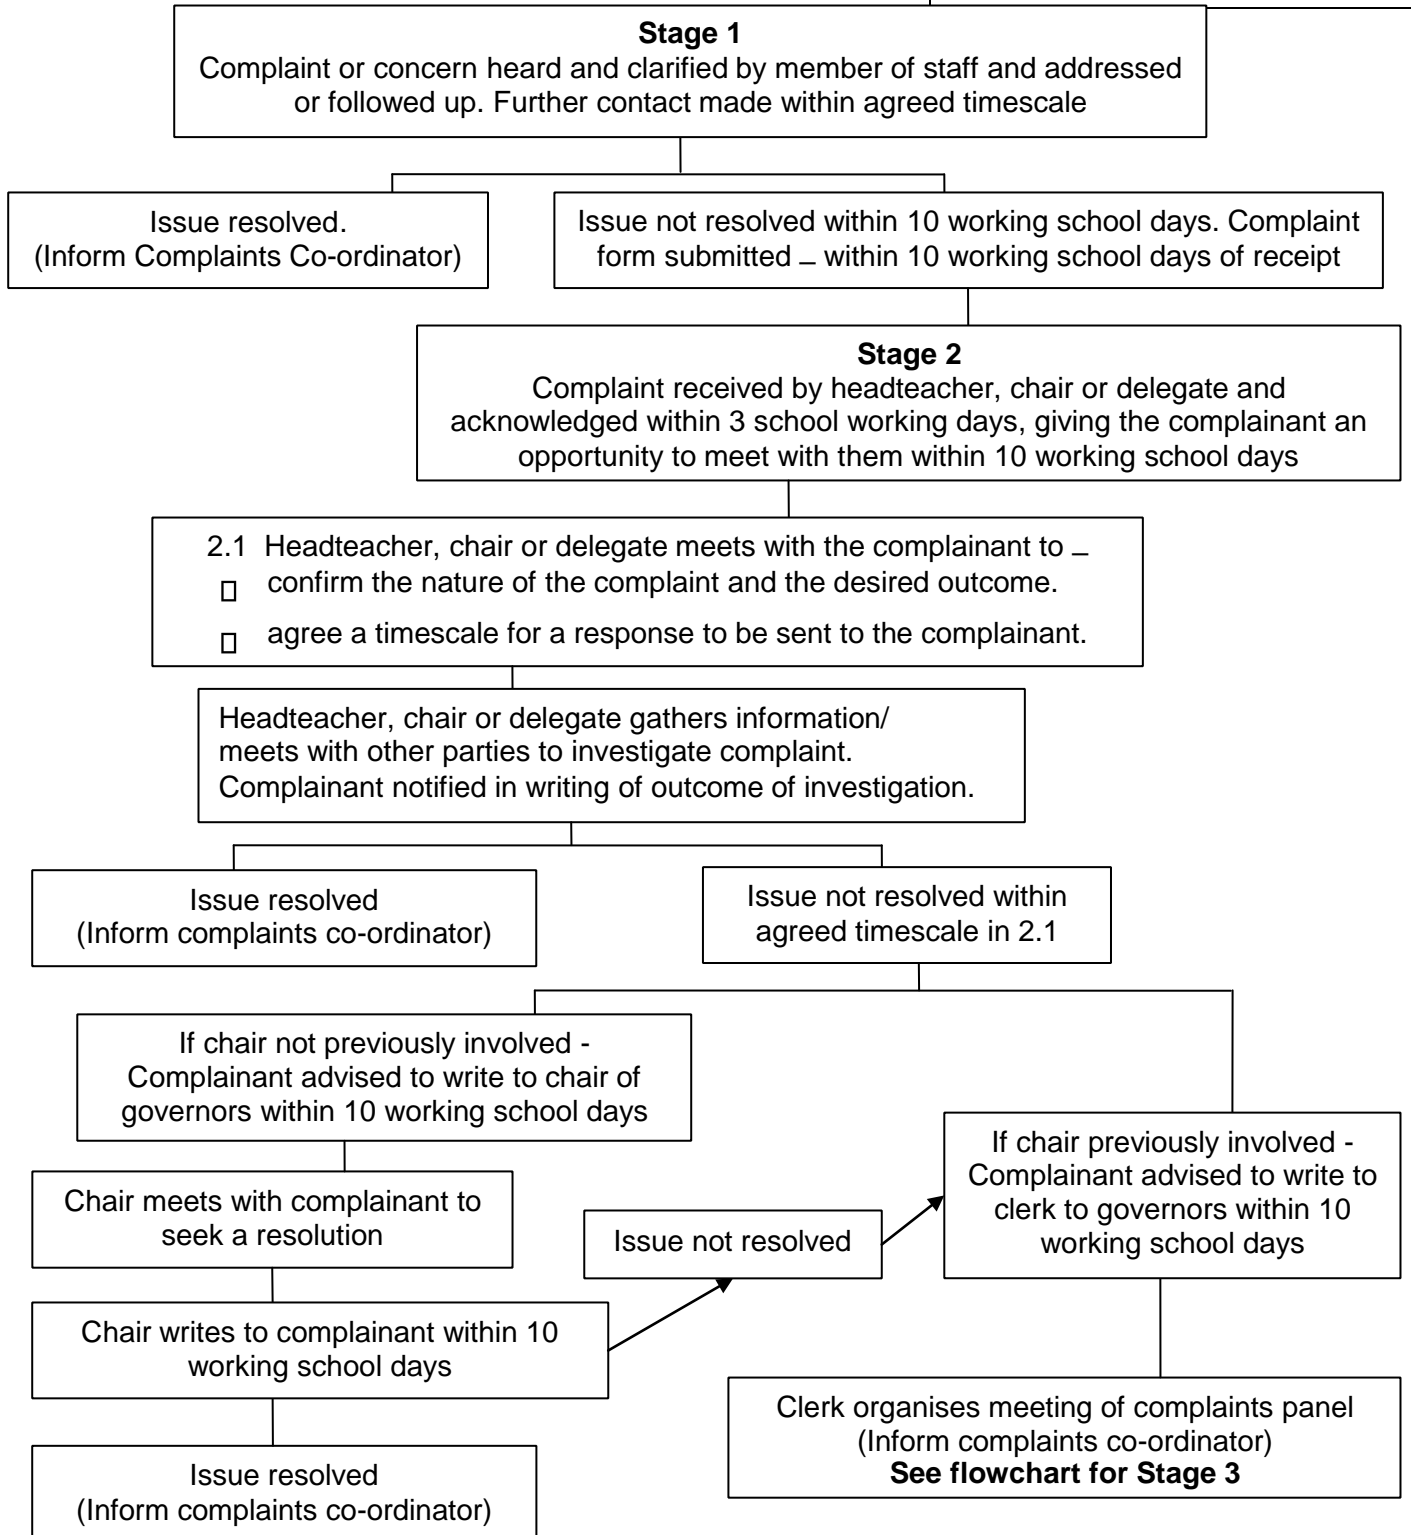 Stage 1
Complaint or concern heard and clarified by member of staff and addressed
or followed up. Further contact made within agreed timescale
Issue resolved.
(Inform Complaints Co-ordinator)
Issue not resolved within 10 working school days. Complaint
form submitted – within 10 working school days of receipt
Stage 2
Complaint received by headteacher, chair or delegate and
acknowledged within 3 school working days, giving the complainant an
opportunity to meet with them within 10 working school days
2.1 Headteacher, chair or delegate meets with the complainant to –
▯ confirm the nature of the complaint and the desired outcome.
▯ agree a timescale for a response to be sent to the complainant.
Headteacher, chair or delegate gathers information/
meets with other parties to investigate complaint.
Complainant notified in writing of outcome of investigation.
Issue resolved
(Inform complaints co-ordinator)
Issue not resolved within
agreed timescale in 2.1
If chair not previously involved -
Complainant advised to write to chair of
governors within 10 working school days
If chair previously involved -
Complainant advised to write to
clerk to governors within 10
working school days
Chair meets with complainant to
seek a resolution
Issue not resolved
Chair writes to complainant within 10
working school days
Clerk organises meeting of complaints panel
(Inform complaints co-ordinator)
See flowchart for Stage 3
Issue resolved
(Inform complaints co-ordinator)